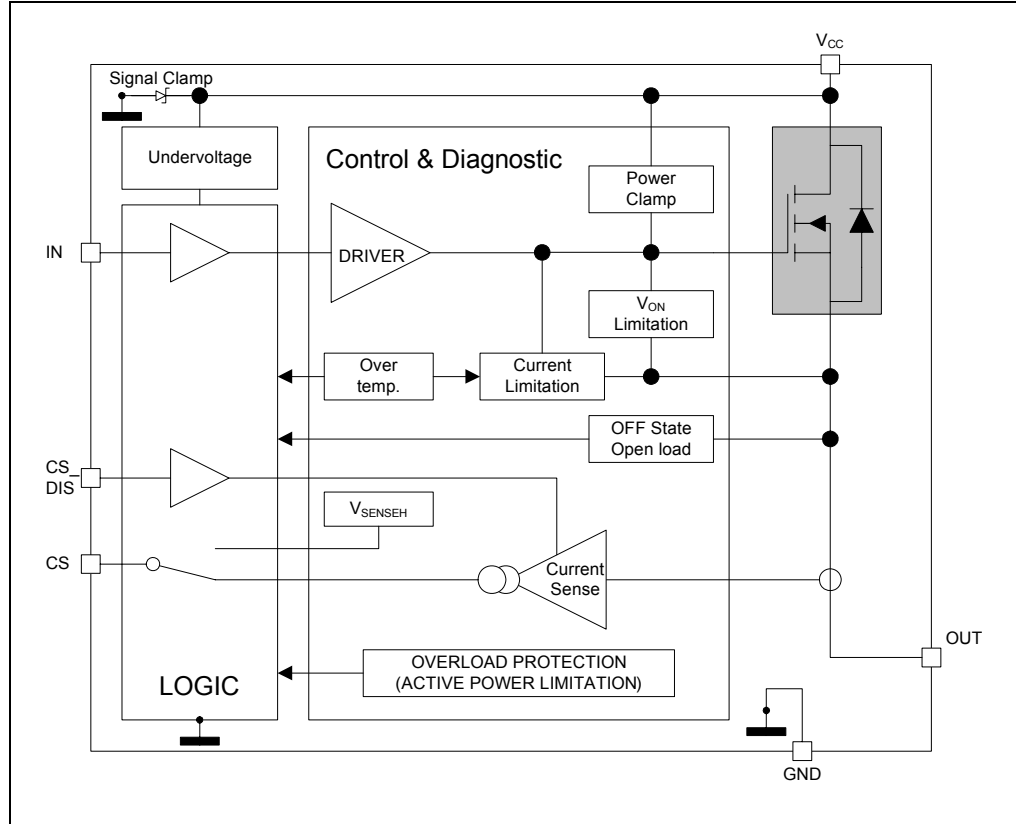 VCC
Signal Clamp
Undervoltage
Control & Diagnostic
Power
Clamp
IN
DRIVER
VON
Limitation
Over
temp.
Current
Limitation
OFF State
Open load
CS_
DIS
VSENSEH
CS
Current
Sense
OVERLOAD PROTECTION
(ACTIVE POWER LIMITATION)
LOGIC
OUT
GND